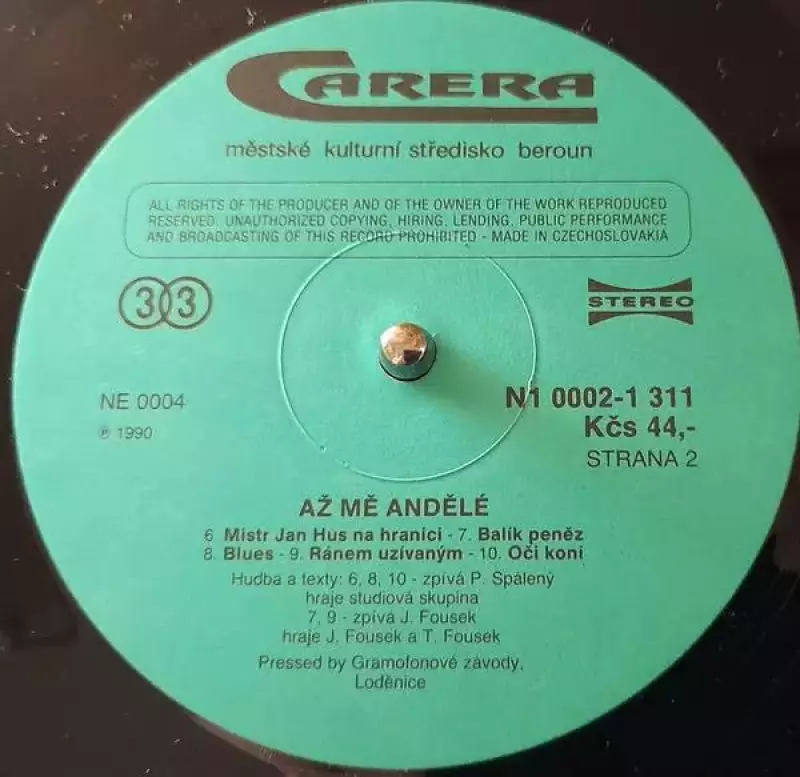 CARERA
městské kulturní středisko beroun
ALL RIGHTS OF THE PRODUCER AND OF THE OWNER OF THE WORK REPRODUCED
RESERVED. UNAUTHORIZED COPYING, HIRING, LENDING, PUBLIC PERFORMANCE
AND BROADCASTING OF THIS RECORD PROHIBITED - MADE IN CZECHOSLOVAKIA
33
STEREO
NE 0004
℗ 1990
N1 0002-1 311
Kčs 44,-
STRANA 2
AŽ MĚ ANDĚLÉ
6 Mistr Jan Hus na hranici - 7. Balík peněz
8. Blues - 9. Ránem uzívaným - 10. Oči koní
Hudba a texty: 6, 8, 10 - zpívá P. Spálený
hraje studiová skupina
7, 9 - zpívá J. Fousek
hraje J. Fousek a T. Fousek
Pressed by Gramofonové závody,
Loděnice